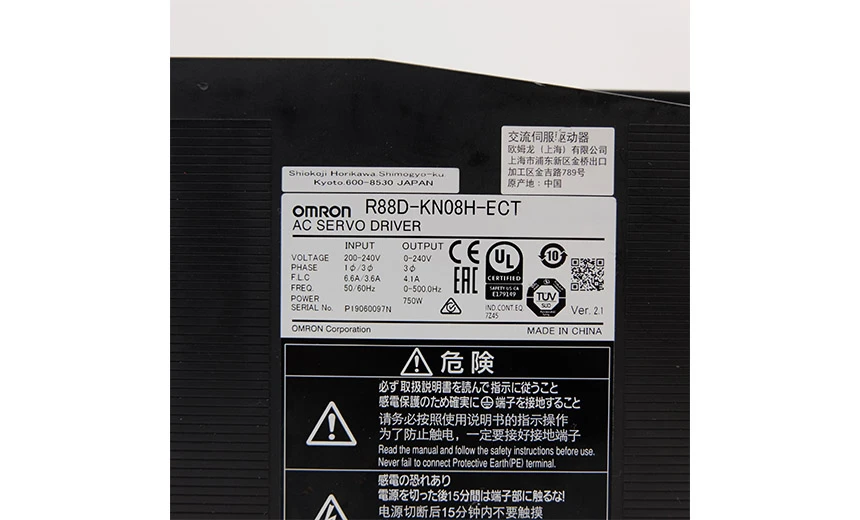 交流伺服驱动器
欧姆龙（上海）有限公司
上海市浦东新区金桥出口
加工区金吉路789号
原产地：中国
Shiokoji Horikawa,Shimogyo-ku,
Kyoto,600-8530 JAPAN
OMRON R88D-KN08H-ECT
AC SERVO DRIVER
INPUT OUTPUT
VOLTAGE 200-240V 0-240V
PHASE 1ϕ/3ϕ 3ϕ
F.L.C 6.6A/3.6A 4.1A
FREQ. 50/60Hz 0-500.0Hz
POWER 750W
SERIAL No. P19060097N
CE
EAC
UL
CERTIFIED
SAFETY US CA
E179149
IND.CONT.EQ
7Z45
10
TUV
SUD
Ver. 2.1
OMRON Corporation MADE IN CHINA
危険
必ず取扱説明書を読んで指示に従うこと
感電保護のため確実に端子を接地すること
请务必按照使用说明书的指示操作
为了防止触电，一定要接好接地端子
Read the manual and follow the safety instructions before use.
Never fail to connect Protective Earth(PE) terminal.
感電の恐れあり
電源を切った後15分間は端子部に触るな!
电源切断后15分钟内不要触摸